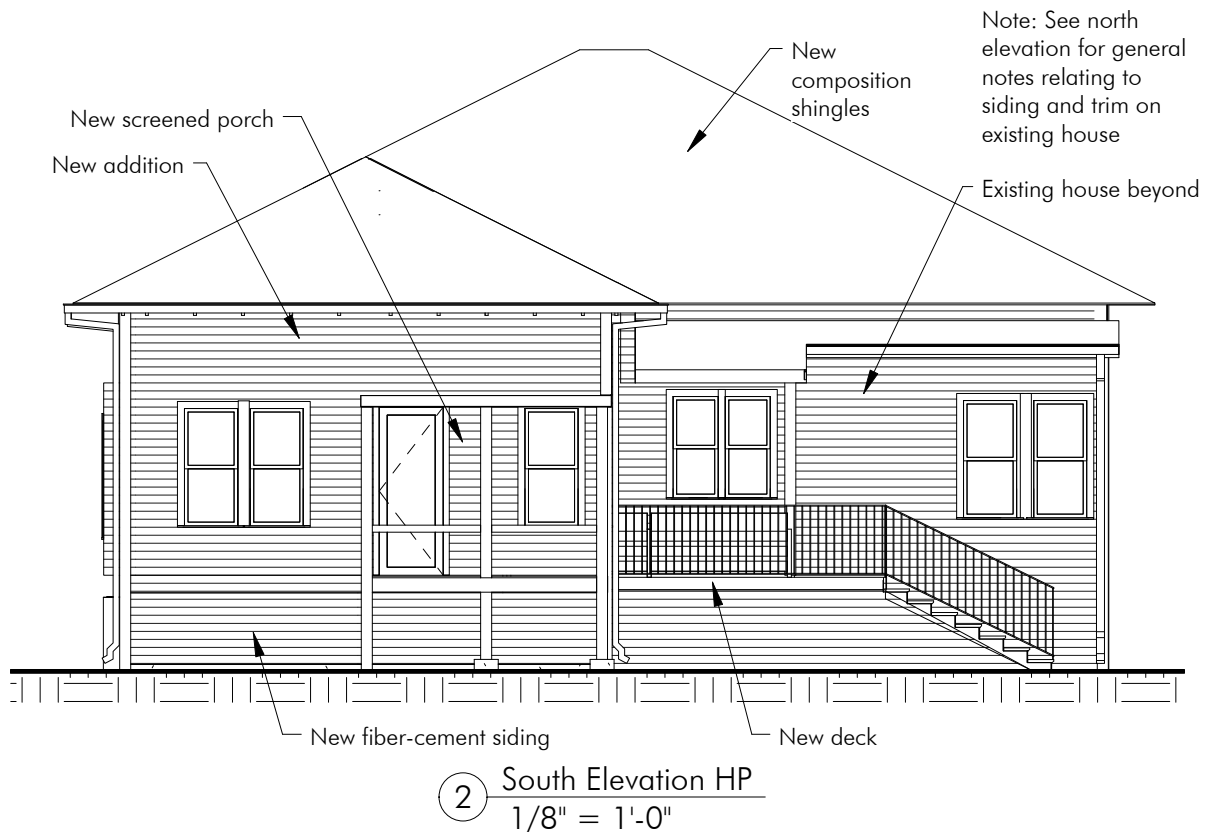 Note: See north
elevation for general
notes relating to
siding and trim on
existing house
New
composition
shingles
New screened porch
New addition
Existing house beyond
New fiber-cement siding
New deck
2
South Elevation HP
1/8" = 1'-0"